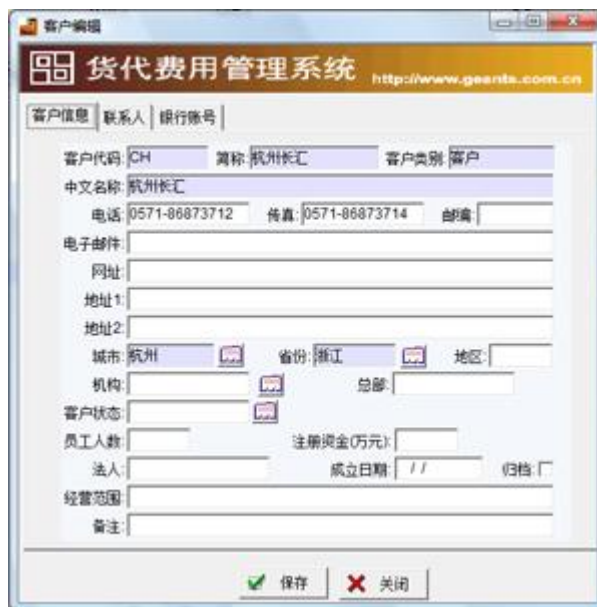 客户编辑
货代费用管理系统 http://www.geants.com.cn
客户信息 联系人 银行账号
客户代码: CH 简称: 杭州长汇 客户类别: 客户
中文名称: 杭州长汇
电话: 0571-86873712 传真: 0571-86873714 邮编:
电子邮件:
网址:
地址1:
地址2:
城市: 杭州 省份: 浙江 地区:
机构: 总部:
客户状态:
员工人数: 注册资金(万元):
法人: 成立日期: / / 归档:
经营范围:
备注:
保存 关闭